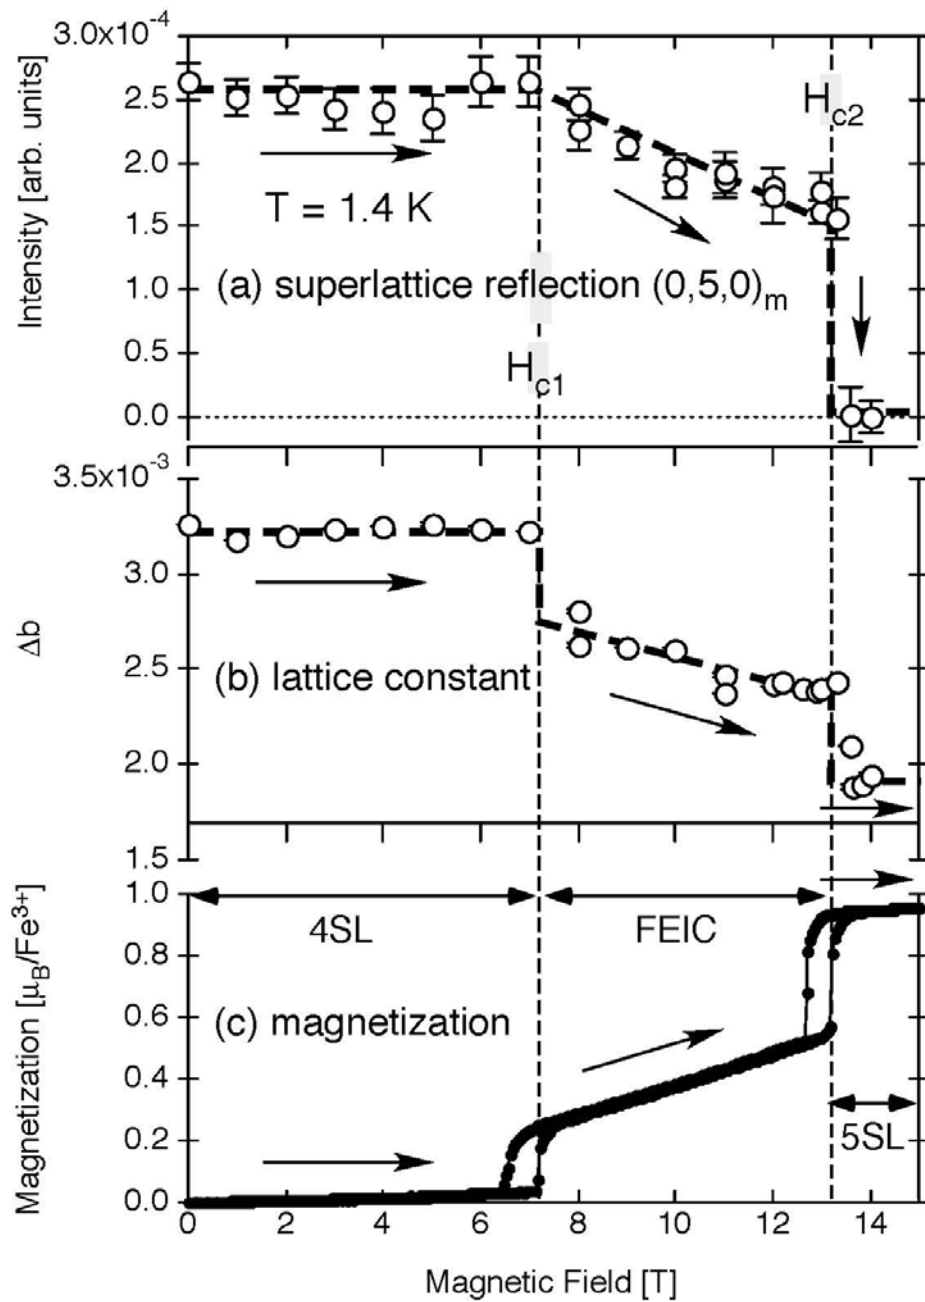 3.0x10⁻⁴
2.5
2.0
1.5
1.0
0.5
0.0
Intensity [arb. units]
T = 1.4 K
(a) superlattice reflection (0,5,0)ₘ
H_c1
H_c2
3.5x10⁻³
3.0
2.5
2.0
Δb
(b) lattice constant
1.5
1.0
0.8
0.6
0.4
0.2
0.0
Magnetization [μ_B/Fe³⁺]
4SL
FEIC
(c) magnetization
5SL
0 2 4 6 8 10 12 14
Magnetic Field [T]